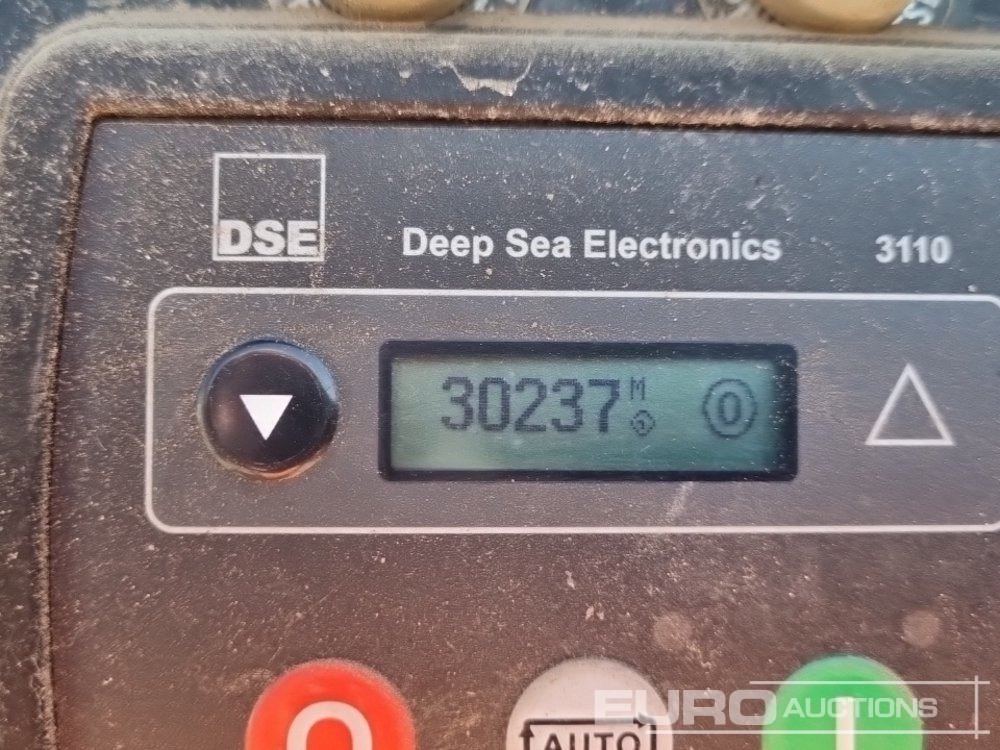 DSE
Deep Sea Electronics 3110
30237 M
0
AUTO
EURO AUCTIONS